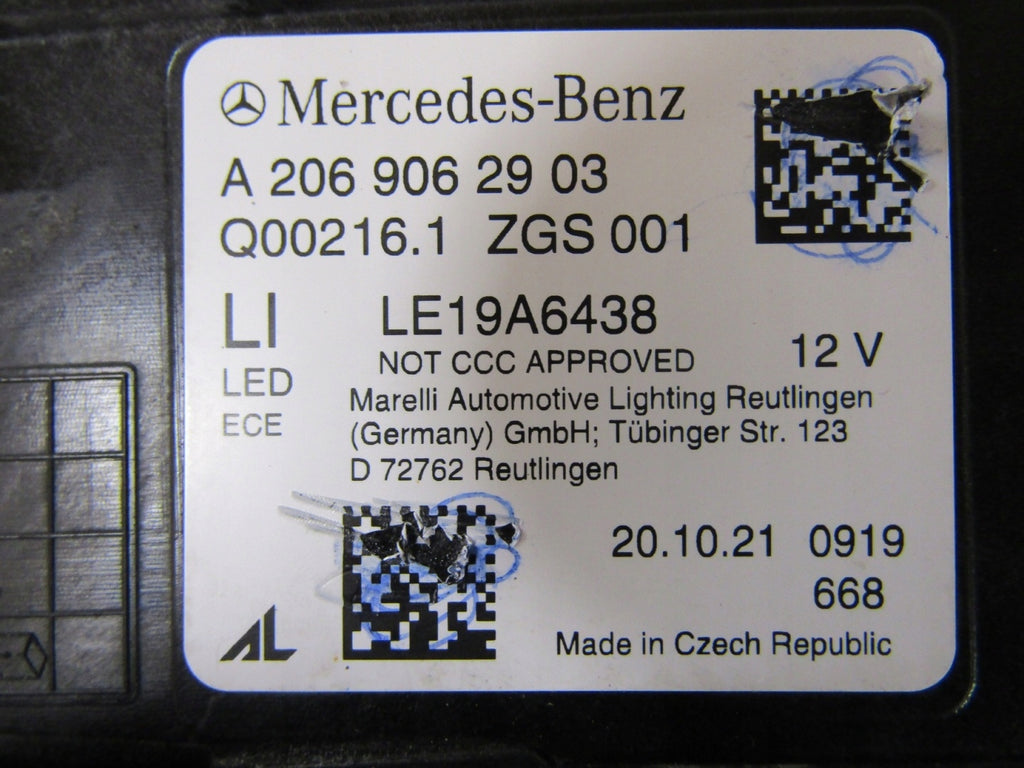 Mercedes-Benz
A 206 906 29 03
Q00216.1 ZGS 001
LI LE19A6438
NOT CCC APPROVED 12 V
LED
ECE
Marelli Automotive Lighting Reutlingen
(Germany) GmbH; Tübinger Str. 123
D 72762 Reutlingen
20.10.21 0919
668
AL
Made in Czech Republic